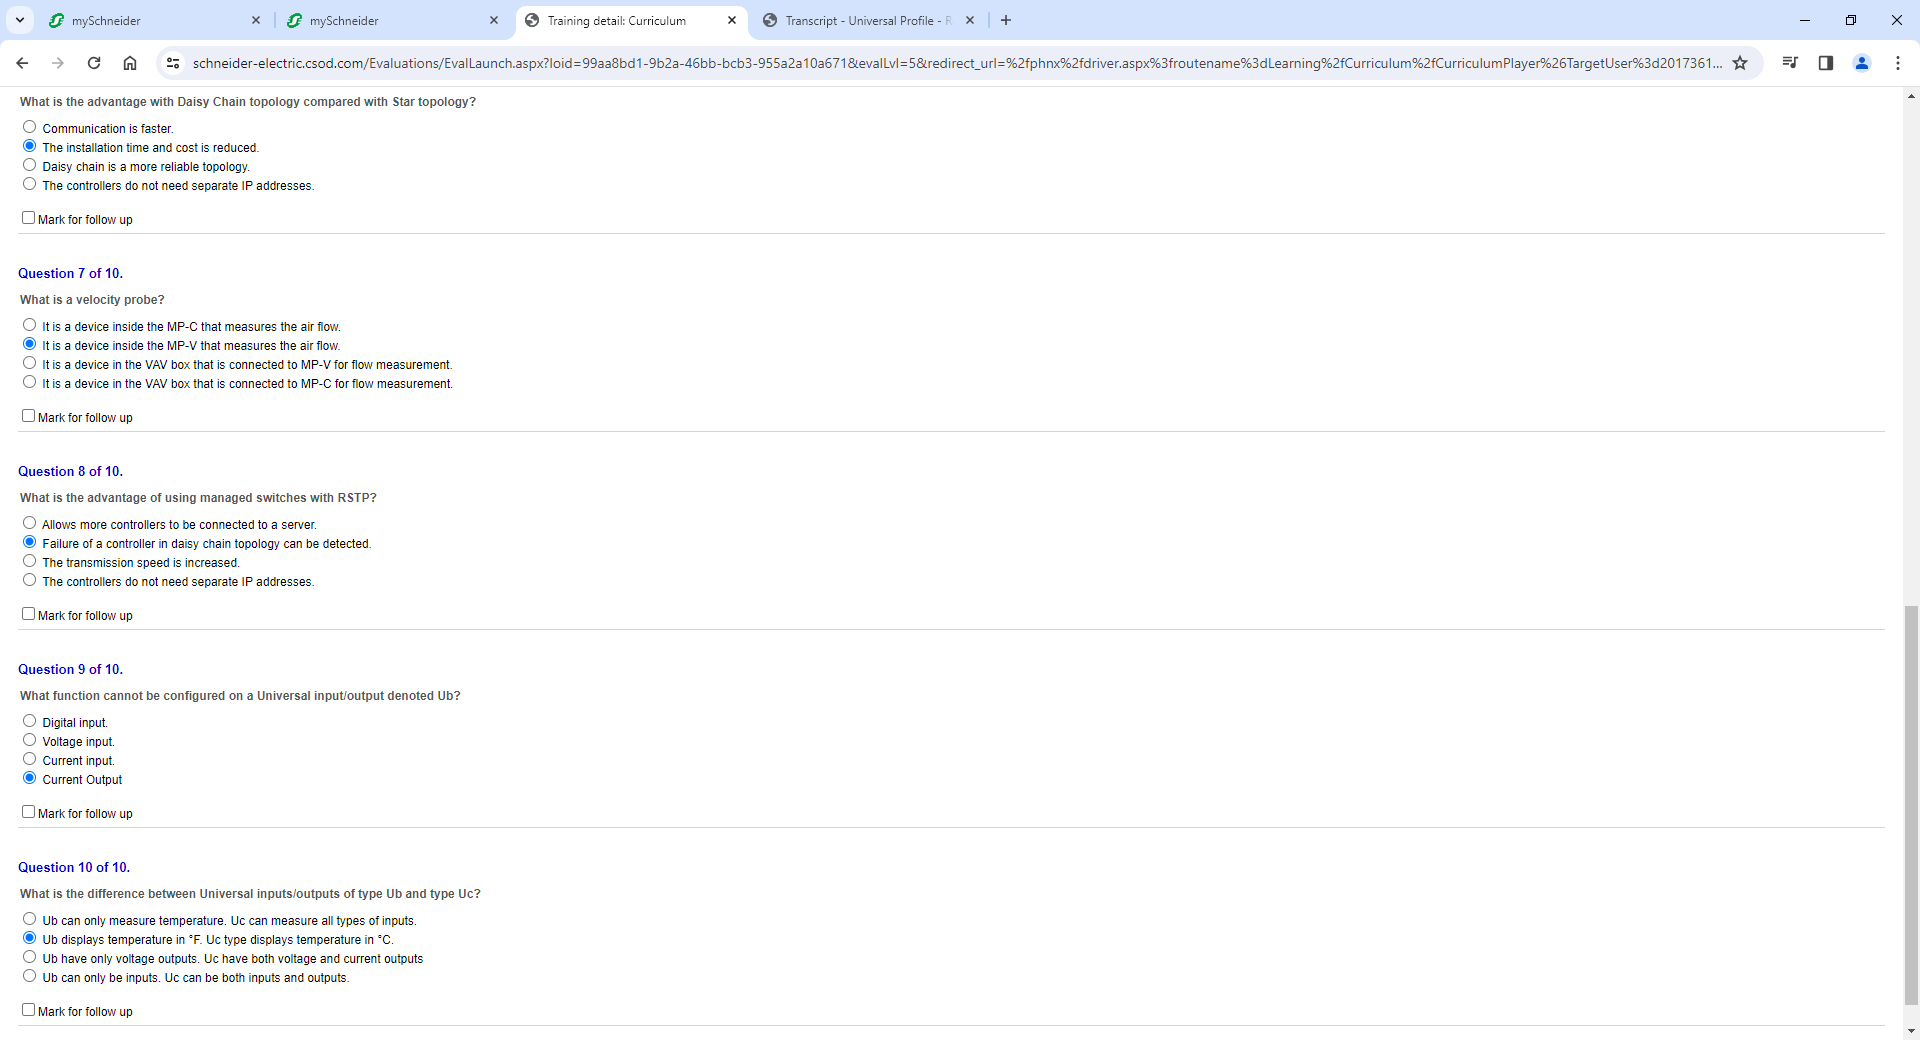 mySchneider
mySchneider
Training detail: Curriculum
Transcript - Universal Profile -
schneider-electric.csod.com/Evaluations/EvalLaunch.aspx?loid=99aa8bd1-9b2a-46bb-bcb3-955a2a10a671&evalLvl=5&redirect_url=%2fphnx%2fdriver.aspx%3froutename%3dLearning%2fCurriculum%2fCurriculumPlayer%26TargetUser%3d2017361...
What is the advantage with Daisy Chain topology compared with Star topology?
Communication is faster.
The installation time and cost is reduced.
Daisy chain is a more reliable topology.
The controllers do not need separate IP addresses.
Mark for follow up
Question 7 of 10.
What is a velocity probe?
It is a device inside the MP-C that measures the air flow.
It is a device inside the MP-V that measures the air flow.
It is a device in the VAV box that is connected to MP-V for flow measurement.
It is a device in the VAV box that is connected to MP-C for flow measurement.
Mark for follow up
Question 8 of 10.
What is the advantage of using managed switches with RSTP?
Allows more controllers to be connected to a server.
Failure of a controller in daisy chain topology can be detected.
The transmission speed is increased.
The controllers do not need separate IP addresses.
Mark for follow up
Question 9 of 10.
What function cannot be configured on a Universal input/output denoted Ub?
Digital input.
Voltage input.
Current input.
Current Output
Mark for follow up
Question 10 of 10.
What is the difference between Universal inputs/outputs of type Ub and type Uc?
Ub can only measure temperature. Uc can measure all types of inputs.
Ub displays temperature in °F. Uc type displays temperature in °C.
Ub have only voltage outputs. Uc have both voltage and current outputs
Ub can only be inputs. Uc can be both inputs and outputs.
Mark for follow up